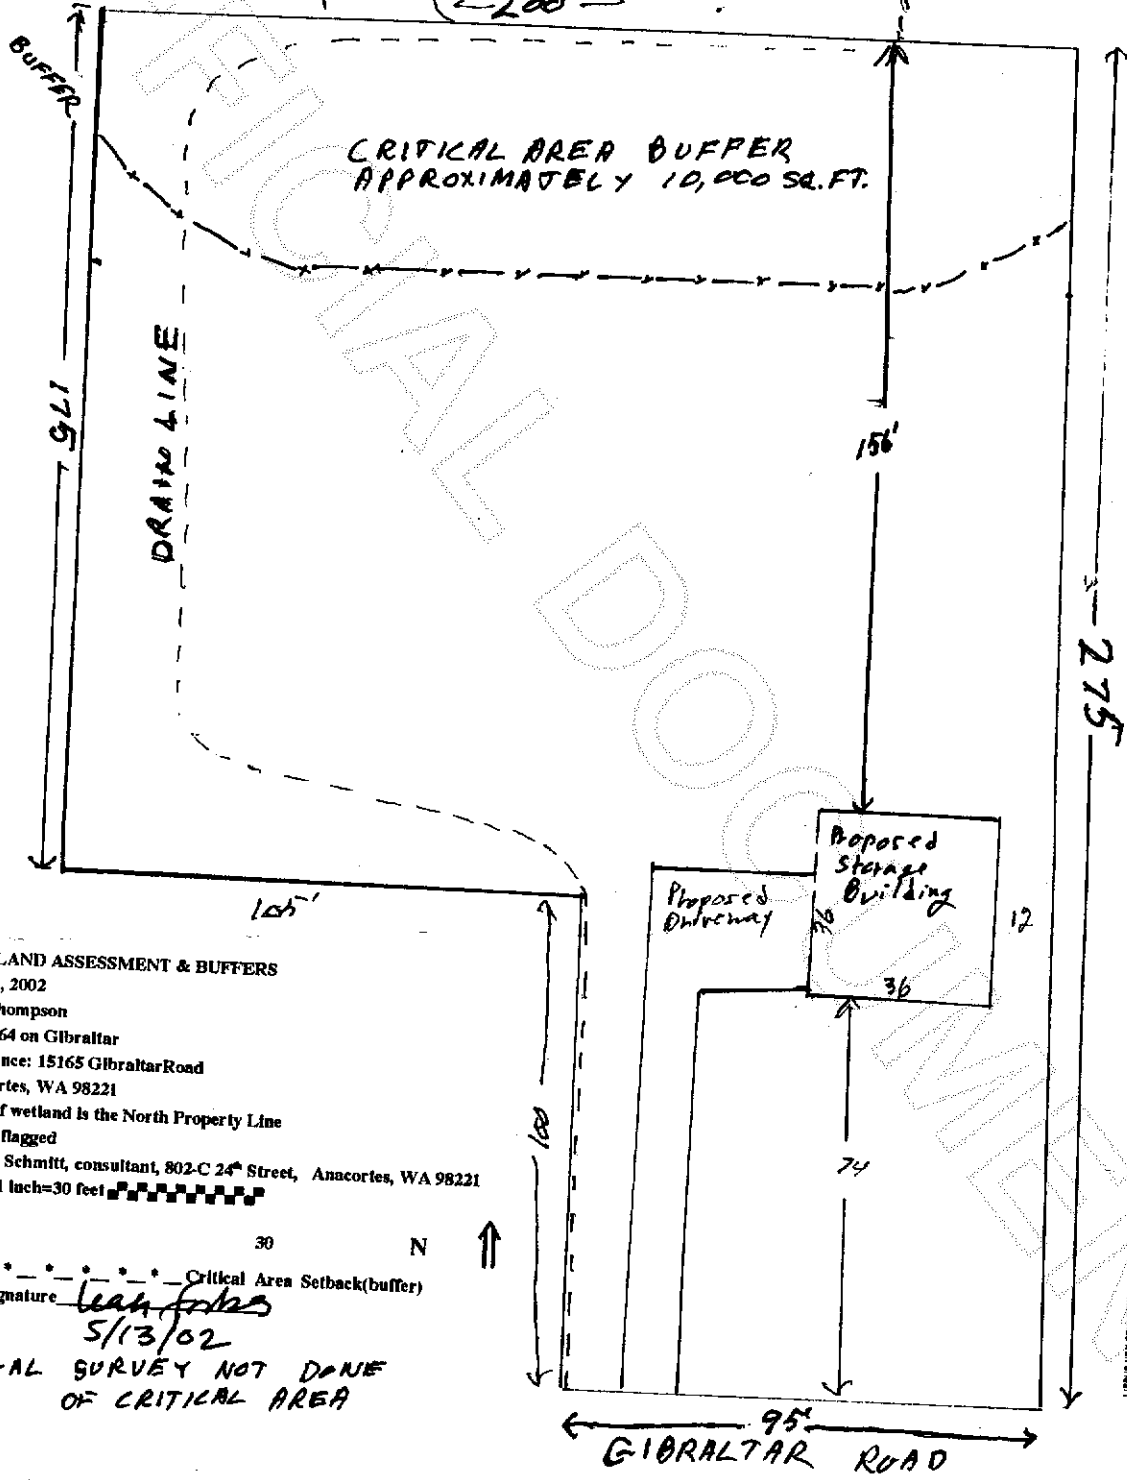 200
BUFFER
CRITICAL AREA BUFFER
APPROXIMATELY 10,000 SQ.FT.
175
DRAIN LINE
156'
275
Proposed
Storage
Building
Proposed
Driveway
36
12
36
105'
LAND ASSESSMENT & BUFFERS
, 2002
hompson
64 on Gibraltar
nce: 15165 GibraltarRoad
rtes, WA 98221
f wetland is the North Property Line
flagged
Schmitt, consultant, 802-C 24th Street, Anacortes, WA 98221
1 inch=30 feet
30
N
Critical Area Setback(buffer)
gnature
5/13/02
AL SURVEY NOT DONE
OF CRITICAL AREA
100
74
95'
GIBRALTAR ROAD
UNOFFICIAL DOCUMENT